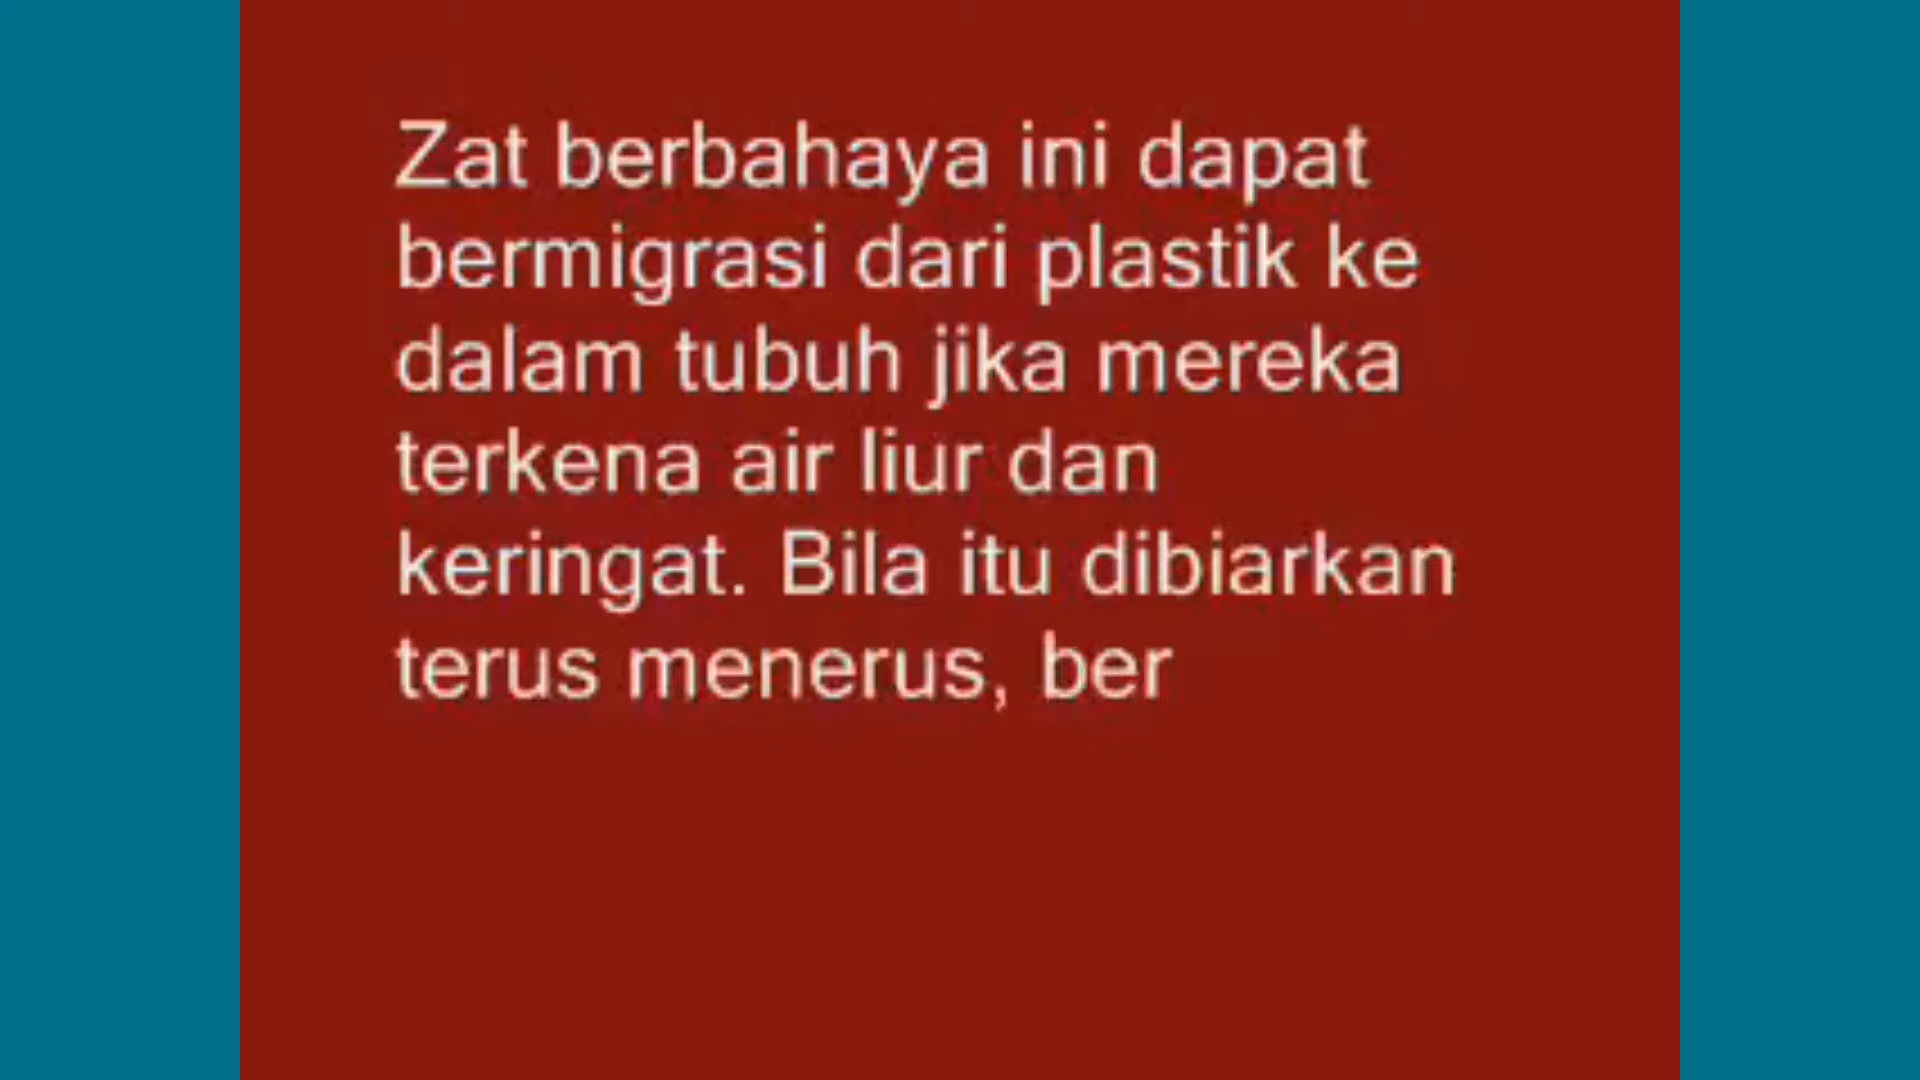 Zat berbahaya ini dapat
bermigrasi dari plastik ke
dalam tubuh jika mereka
terkena air liur dan
keringat. Bila itu dibiarkan
terus menerus, ber